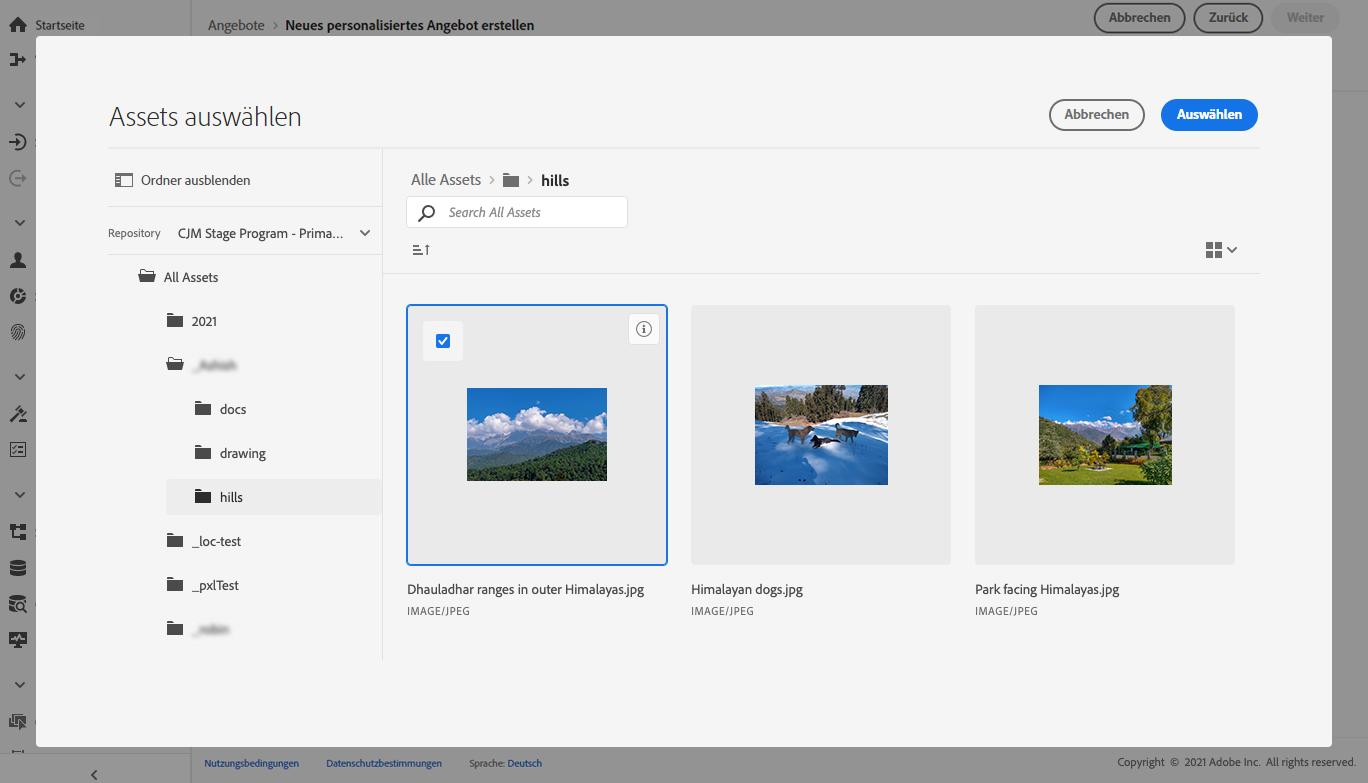 Startseite
Angebote > Neues personalisiertes Angebot erstellen
Abbrechen
Zurück
Weiter
Assets auswählen
Abbrechen
Auswählen
Ordner ausblenden
Repository CJM Stage Program - Prima...
All Assets
2021
docs
drawing
hills
_loc-test
_pxlTest
Alle Assets > hills
Search All Assets
Dhauladhar ranges in outer Himalayas.jpg
IMAGE/JPEG
Himalayan dogs.jpg
IMAGE/JPEG
Park facing Himalayas.jpg
IMAGE/JPEG
Nutzungsbedingungen
Datenschutzbestimmungen
Sprache: Deutsch
Copyright © 2021 Adobe Inc. All rights reserved.